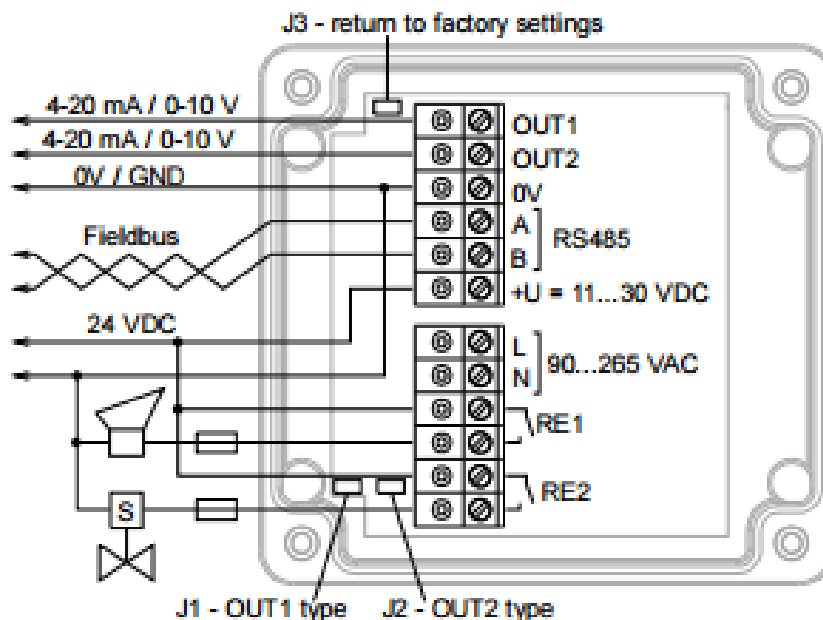 J3 - return to factory settings
4-20 mA / 0-10 V
OUT1
4-20 mA / 0-10 V
OUT2
0V / GND
0V
A
Fieldbus
RS485
B
+U = 11...30 VDC
24 VDC
L
90...265 VAC
N
RE1
RE2
S
J1 - OUT1 type
J2 - OUT2 type